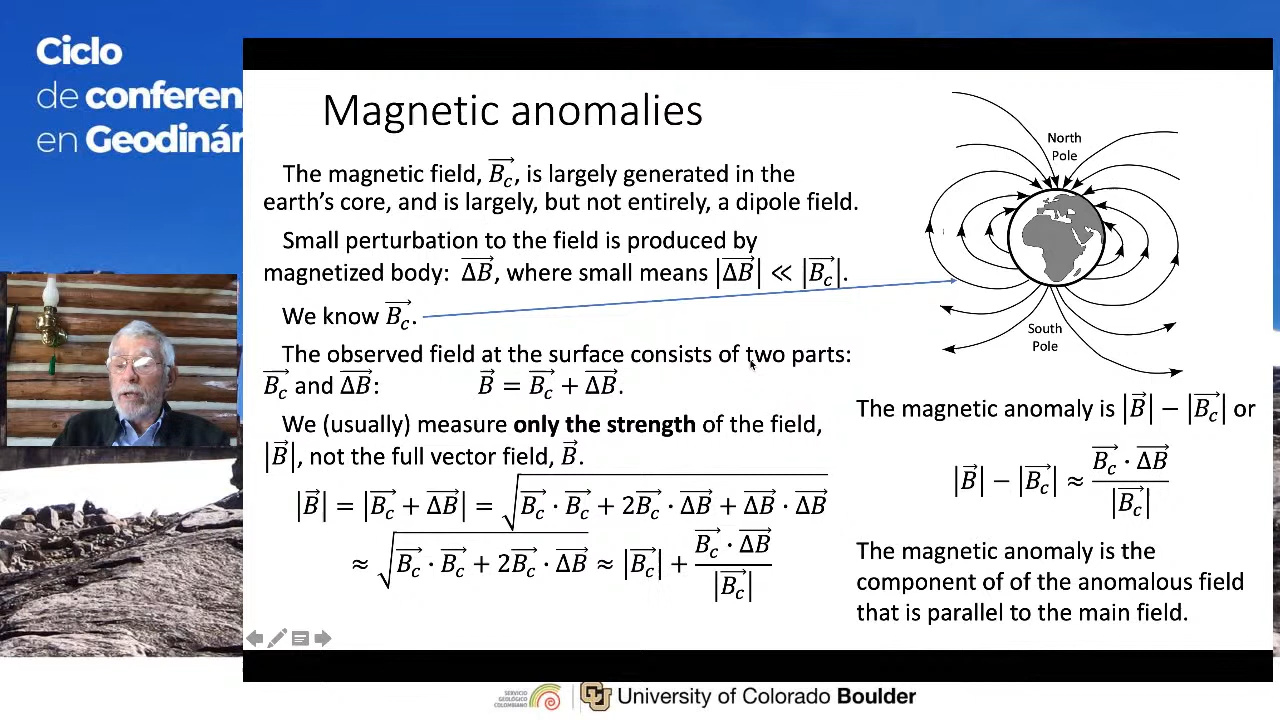 Ciclo
de conferen
en Geodinár
Magnetic anomalies
The magnetic field, $\overrightarrow{B_c}$, is largely generated in the
earth's core, and is largely, but not entirely, a dipole field.
Small perturbation to the field is produced by
magnetized body: $\overrightarrow{\Delta B}$, where small means $|\overrightarrow{\Delta B}| \ll |\overrightarrow{B_c}|$.
We know $\overrightarrow{B_c}$.
The observed field at the surface consists of two parts:
$\overrightarrow{B_c}$ and $\overrightarrow{\Delta B}$: $\vec{B} = \overrightarrow{B_c} + \overrightarrow{\Delta B}$.
We (usually) measure only the strength of the field,
$|\vec{B}|$, not the full vector field, $\vec{B}$.
$|\vec{B}| = |\overrightarrow{B_c} + \overrightarrow{\Delta B}| = \sqrt{\overrightarrow{B_c} \cdot \overrightarrow{B_c} + 2\overrightarrow{B_c} \cdot \overrightarrow{\Delta B} + \overrightarrow{\Delta B} \cdot \overrightarrow{\Delta B}}$
$\approx \sqrt{\overrightarrow{B_c} \cdot \overrightarrow{B_c} + 2\overrightarrow{B_c} \cdot \overrightarrow{\Delta B}} \approx |\overrightarrow{B_c}| + \frac{\overrightarrow{B_c} \cdot \overrightarrow{\Delta B}}{|\overrightarrow{B_c}|}$
North
Pole
South
Pole
The magnetic anomaly is $|\vec{B}| - |\overrightarrow{B_c}|$ or
$|\vec{B}| - |\overrightarrow{B_c}| \approx \frac{\overrightarrow{B_c} \cdot \overrightarrow{\Delta B}}{|\overrightarrow{B_c}|}$
The magnetic anomaly is the
component of of the anomalous field
that is parallel to the main field.
SERVICIO
GEOLÓGICO
COLOMBIANO
CU
University of Colorado Boulder